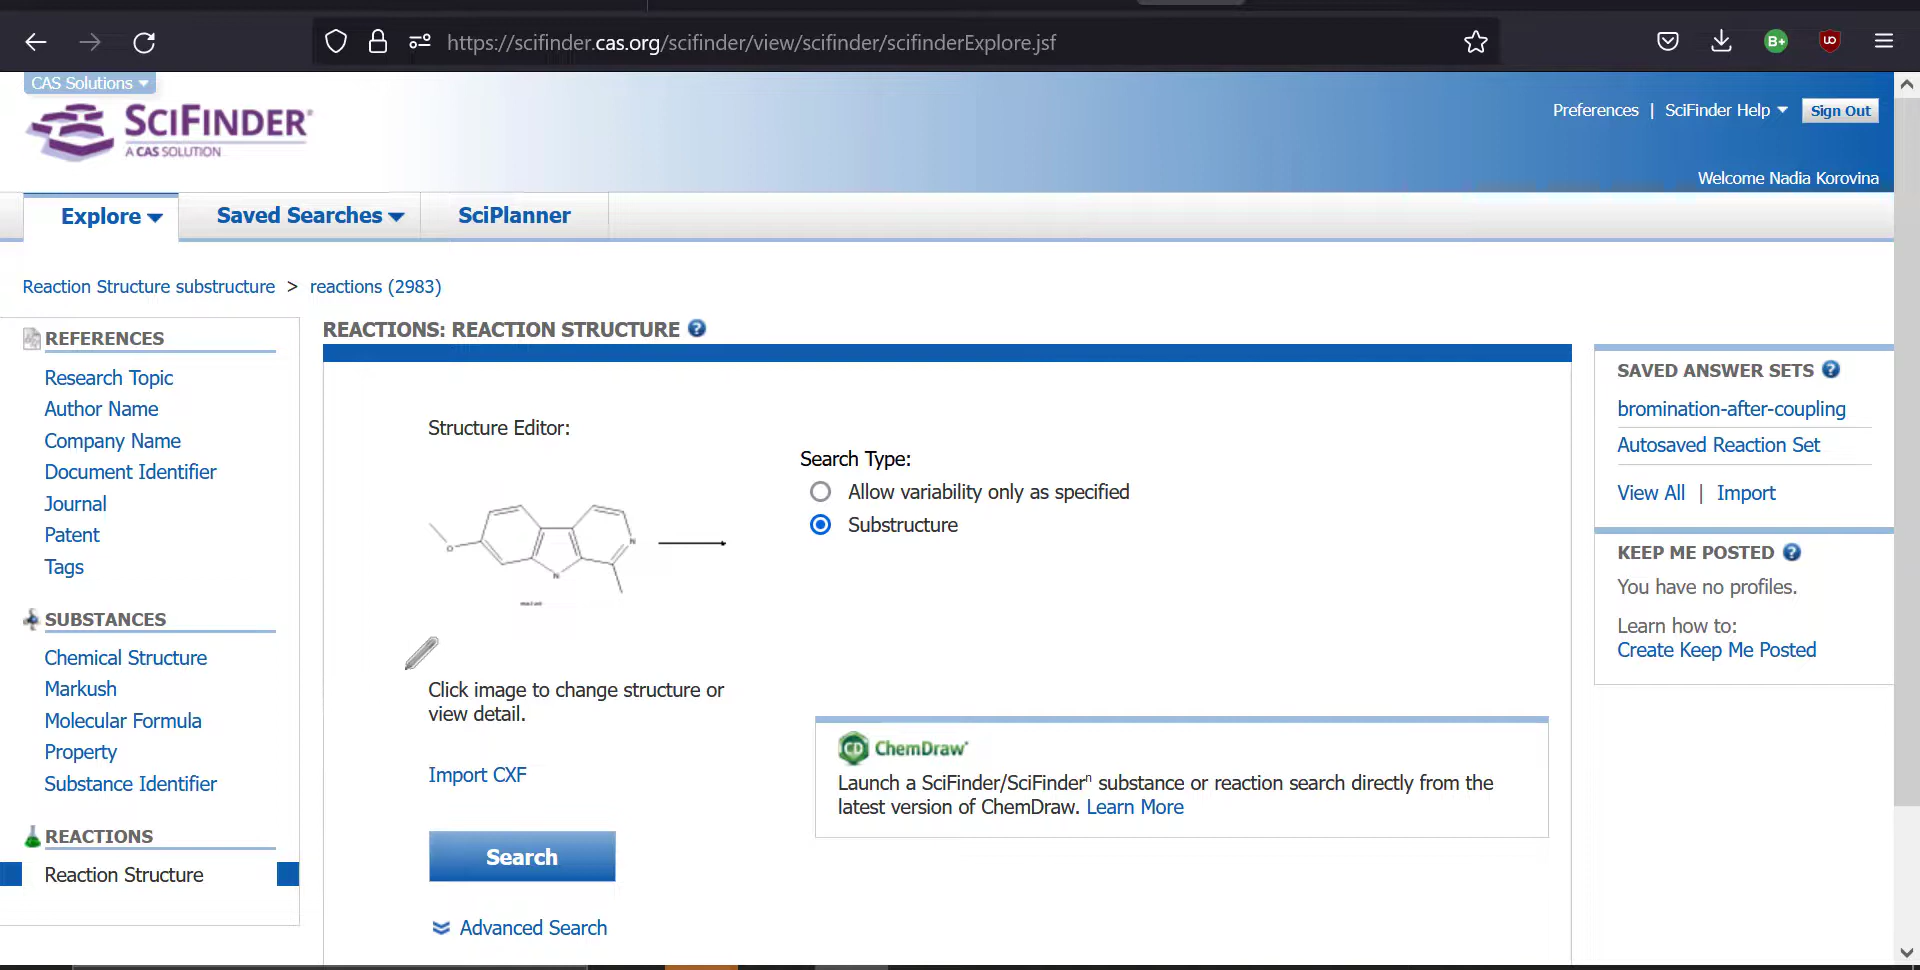 https://scifinder.cas.org/scifinder/view/scifinder/scifinderExplore.jsf
B+
CAS Solutions
SCIFINDER®
A CAS SOLUTION
Preferences | SciFinder Help
Sign Out
Welcome Nadia Korovina
Explore
Saved Searches
SciPlanner
Reaction Structure substructure > reactions (2983)
REFERENCES
Research Topic
Author Name
Company Name
Document Identifier
Journal
Patent
Tags
SUBSTANCES
Chemical Structure
Markush
Molecular Formula
Property
Substance Identifier
REACTIONS
Reaction Structure
REACTIONS: REACTION STRUCTURE ?
Structure Editor:
O
N
N
Click image to change structure or
view detail.
Import CXF
Search
Advanced Search
Search Type:
Allow variability only as specified
Substructure
CD ChemDraw®
Launch a SciFinder/SciFinderⁿ substance or reaction search directly from the
latest version of ChemDraw. Learn More
SAVED ANSWER SETS ?
bromination-after-coupling
Autosaved Reaction Set
View All | Import
KEEP ME POSTED ?
You have no profiles.
Learn how to:
Create Keep Me Posted